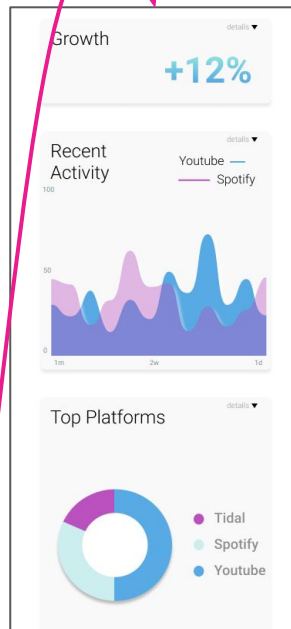 details ▼
Growth
+12%
details ▼
Recent
Activity
Youtube
Spotify
100
50
0
1m 2w 1d
details ▼
Top Platforms
Tidal
Spotify
Youtube